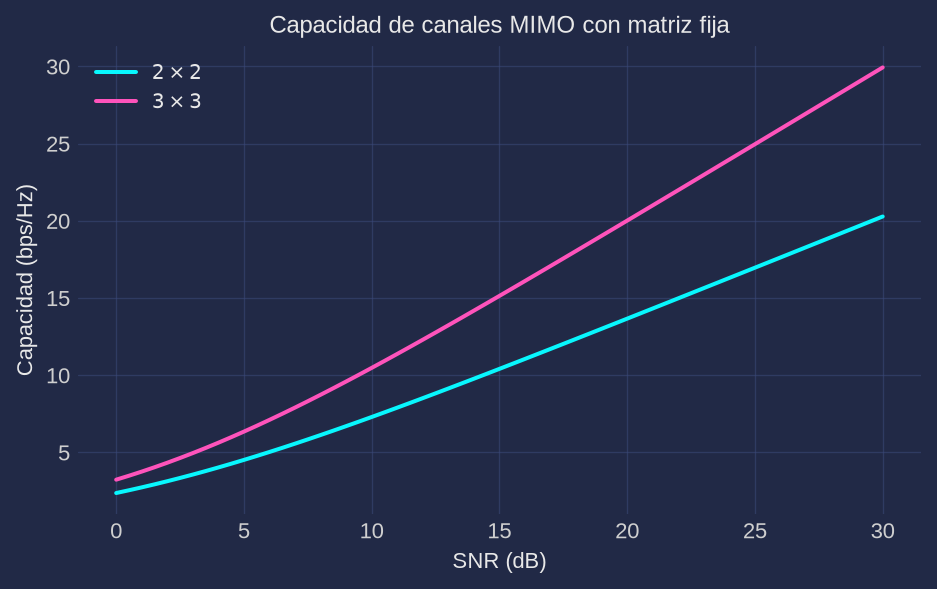 Capacidad de canales MIMO con matriz fija
2 × 2
3 × 3
30
25
20
15
10
5
Capacidad (bps/Hz)
0 5 10 15 20 25 30
SNR (dB)